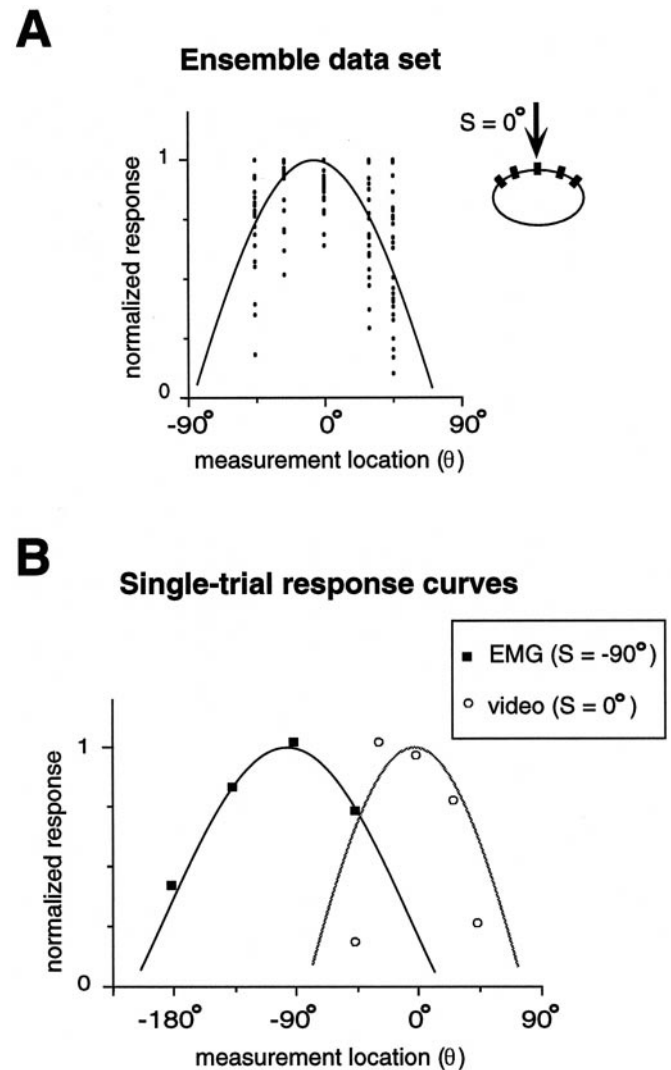 A
Ensemble data set
S = 0°
1
normalized response
0
-90°
0°
90°
measurement location (θ)
B
Single-trial response curves
EMG (S = -90°)
video (S = 0°)
1
normalized response
0
-180°
-90°
0°
90°
measurement location (θ)